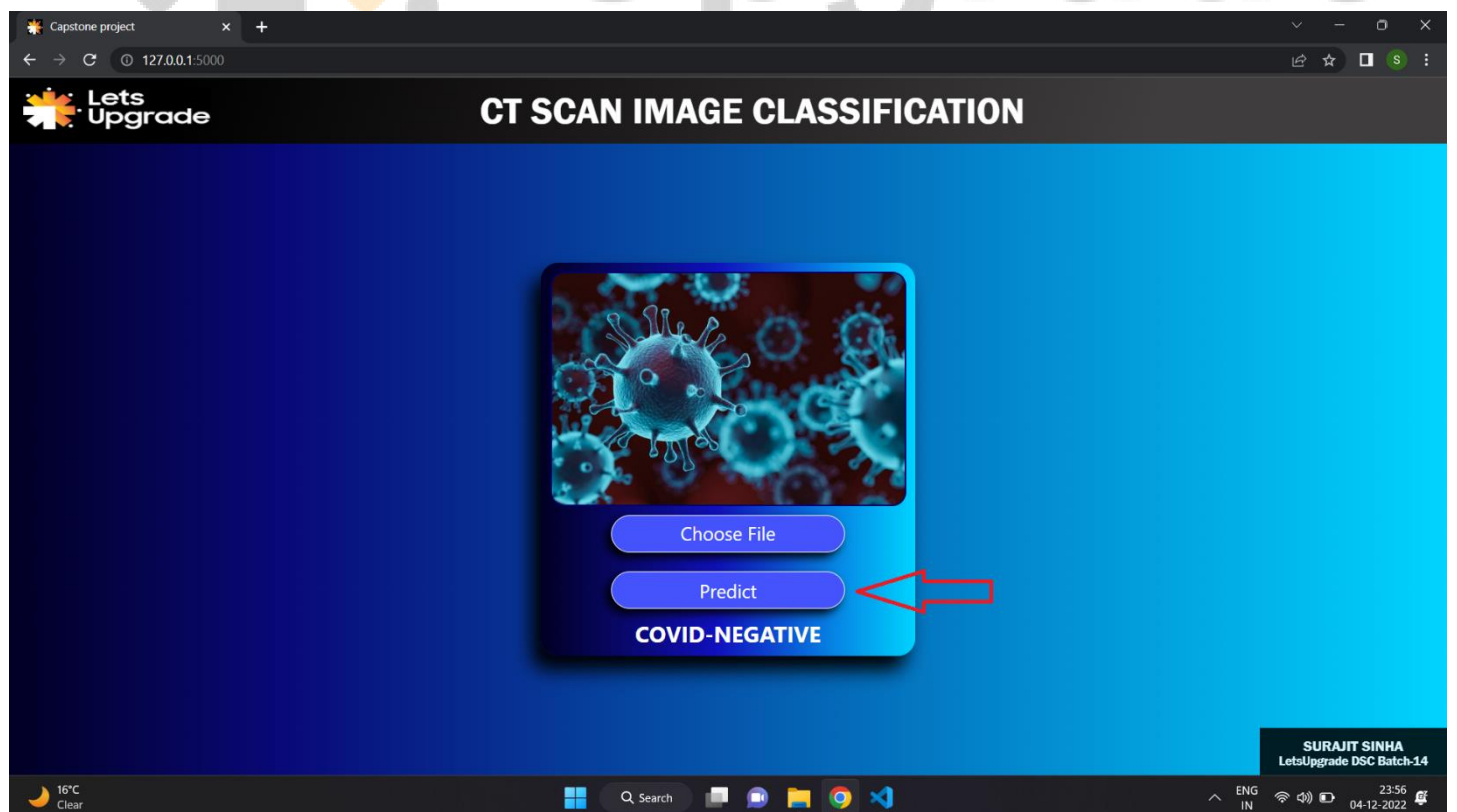 Capstone project
127.0.0.1:5000
S
Lets
Upgrade
CT SCAN IMAGE CLASSIFICATION
Choose File
Predict
COVID-NEGATIVE
SURAJIT SINHA
LetsUpgrade DSC Batch-14
16°C
Clear
Search
ENG
IN
23:56
04-12-2022